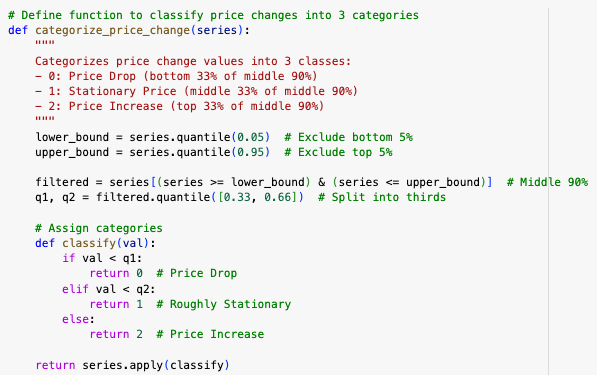 # Define function to classify price changes into 3 categories
def categorize_price_change(series):
    """
    Categorizes price change values into 3 classes:
    - 0: Price Drop (bottom 33% of middle 90%)
    - 1: Stationary Price (middle 33% of middle 90%)
    - 2: Price Increase (top 33% of middle 90%)
    """
    lower_bound = series.quantile(0.05)  # Exclude bottom 5%
    upper_bound = series.quantile(0.95)  # Exclude top 5%

    filtered = series[(series >= lower_bound) & (series <= upper_bound)]  # Middle 90%
    q1, q2 = filtered.quantile([0.33, 0.66])  # Split into thirds

    # Assign categories
    def classify(val):
        if val < q1:
            return 0  # Price Drop
        elif val < q2:
            return 1  # Roughly Stationary
        else:
            return 2  # Price Increase

    return series.apply(classify)